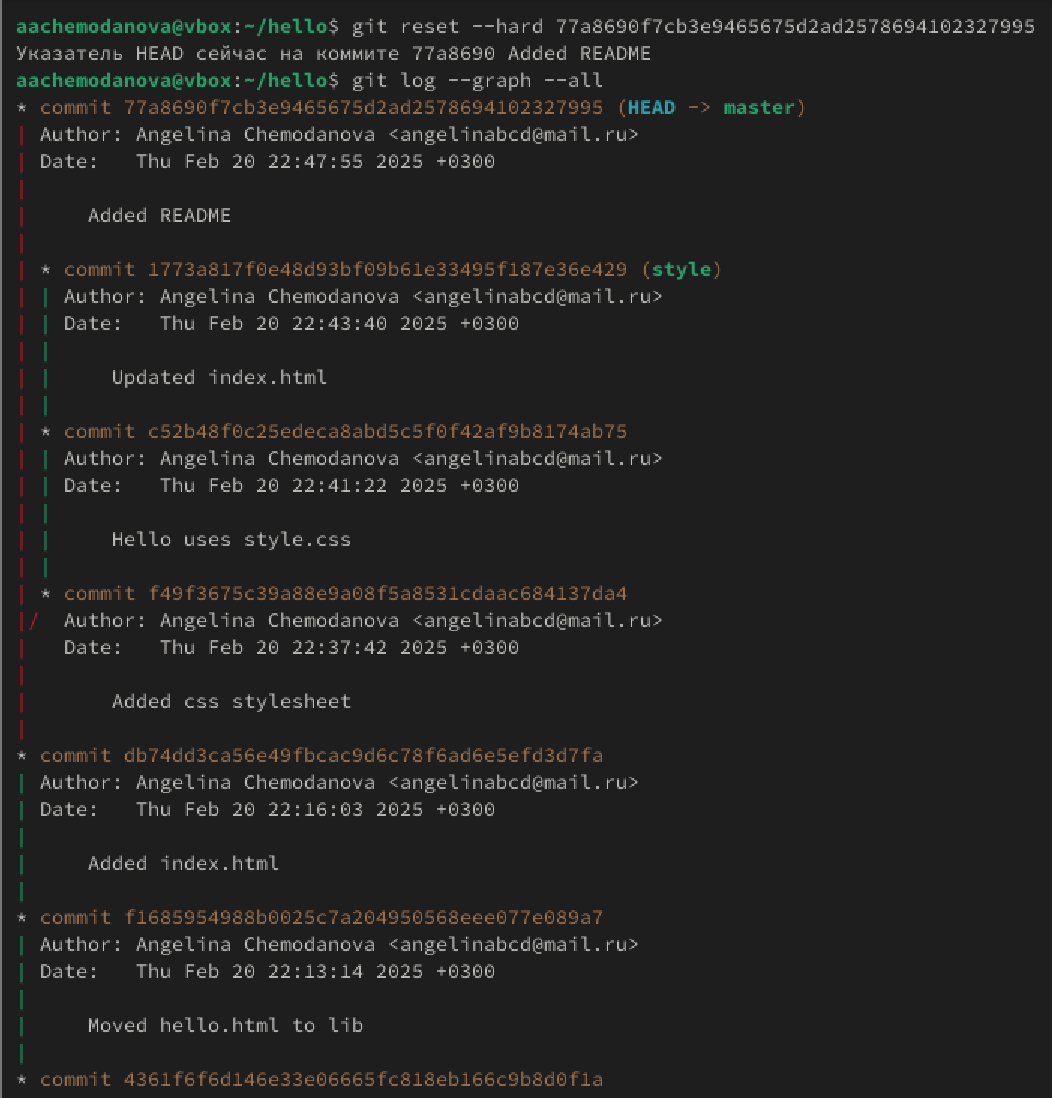 aachemodanova@vbox:~/hello$ git reset --hard 77a8690f7cb3e9465675d2ad2578694102327995
Указатель HEAD сейчас на коммите 77a8690 Added README
aachemodanova@vbox:~/hello$ git log --graph --all
* commit 77a8690f7cb3e9465675d2ad2578694102327995 (HEAD -> master)
| Author: Angelina Chemodanova <angelinabcd@mail.ru>
| Date:   Thu Feb 20 22:47:55 2025 +0300
|
|     Added README
|
| * commit 1773a817f0e48d93bf09b61e33495f187e36e429 (style)
| | Author: Angelina Chemodanova <angelinabcd@mail.ru>
| | Date:   Thu Feb 20 22:43:40 2025 +0300
| |
| |     Updated index.html
| |
| * commit c52b48f0c25edeca8abd5c5f0f42af9b8174ab75
| | Author: Angelina Chemodanova <angelinabcd@mail.ru>
| | Date:   Thu Feb 20 22:41:22 2025 +0300
| |
| |     Hello uses style.css
| |
| * commit f49f3675c39a88e9a08f5a8531cdaac684137da4
|/  Author: Angelina Chemodanova <angelinabcd@mail.ru>
|   Date:   Thu Feb 20 22:37:42 2025 +0300
|
|       Added css stylesheet
|
* commit db74dd3ca56e49fbcac9d6c78f6ad6e5efd3d7fa
| Author: Angelina Chemodanova <angelinabcd@mail.ru>
| Date:   Thu Feb 20 22:16:03 2025 +0300
|
|     Added index.html
|
* commit f1685954988b0025c7a204950568eee077e089a7
| Author: Angelina Chemodanova <angelinabcd@mail.ru>
| Date:   Thu Feb 20 22:13:14 2025 +0300
|
|     Moved hello.html to lib
|
* commit 4361f6f6d146e33e06665fc818eb166c9b8d0f1a